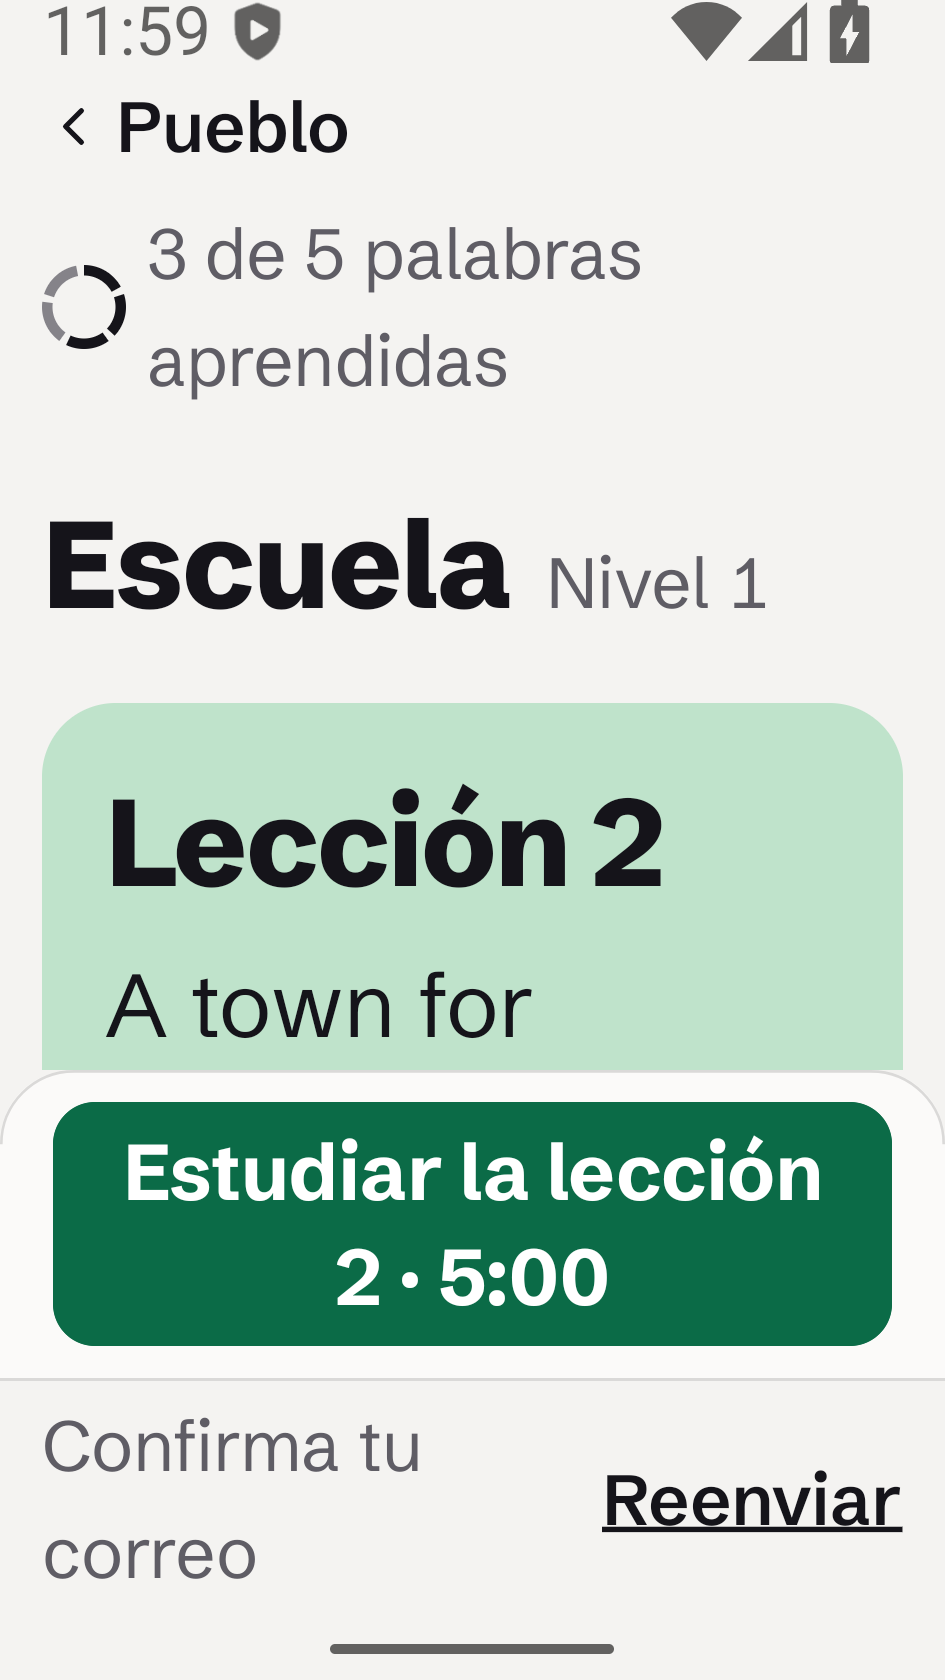 11:59
Pueblo
3 de 5 palabras
aprendidas
Escuela Nivel 1
Lección 2
A town for
Estudiar la lección
2 · 5:00
Confirma tu
correo
Reenviar